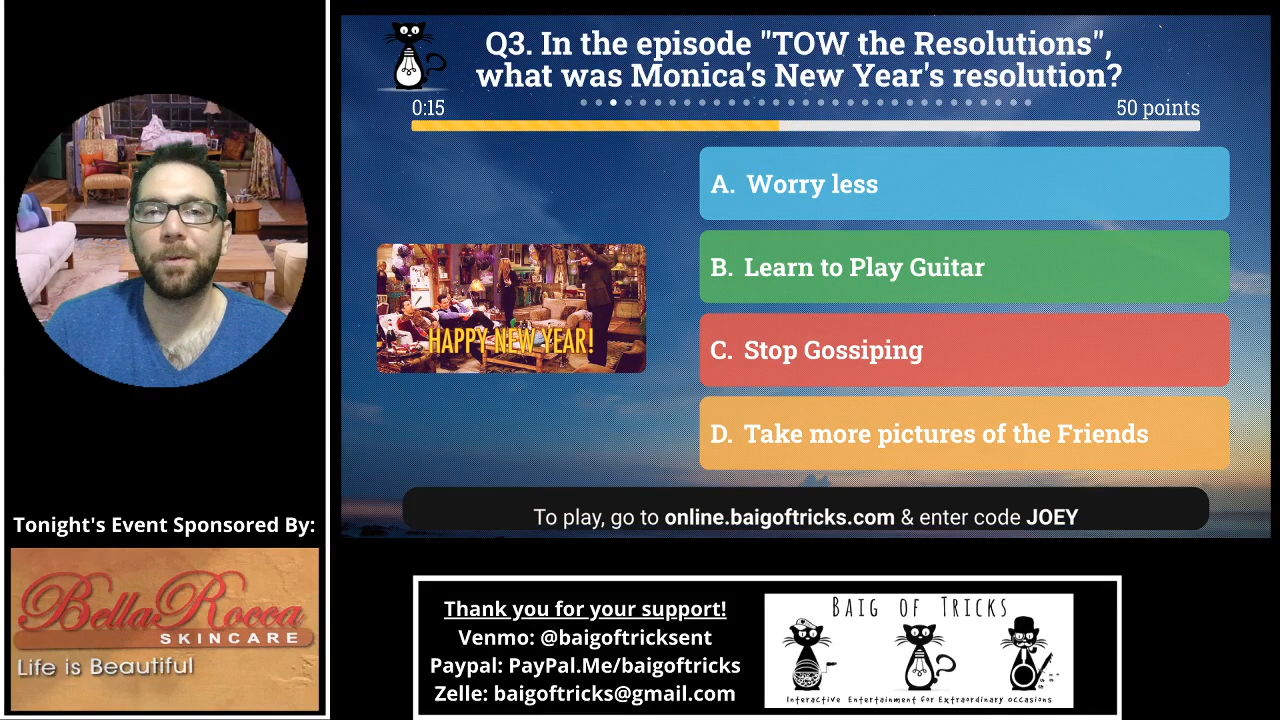 Q3. In the episode "TOW the Resolutions",
what was Monica's New Year's resolution?
0:15
50 points
A. Worry less
B. Learn to Play Guitar
C. Stop Gossiping
D. Take more pictures of the Friends
HAPPY NEW YEAR!
To play, go to online.baigoftricks.com & enter code JOEY
Tonight's Event Sponsored By:
BellaRocca
SKINCARE
Life is Beautiful
Thank you for your support!
Venmo: @baigoftricksent
Paypal: PayPal.Me/baigoftricks
Zelle: baigoftricks@gmail.com
BAIG OF TRICKS
Interactive Entertainment for Extraordinary occasions